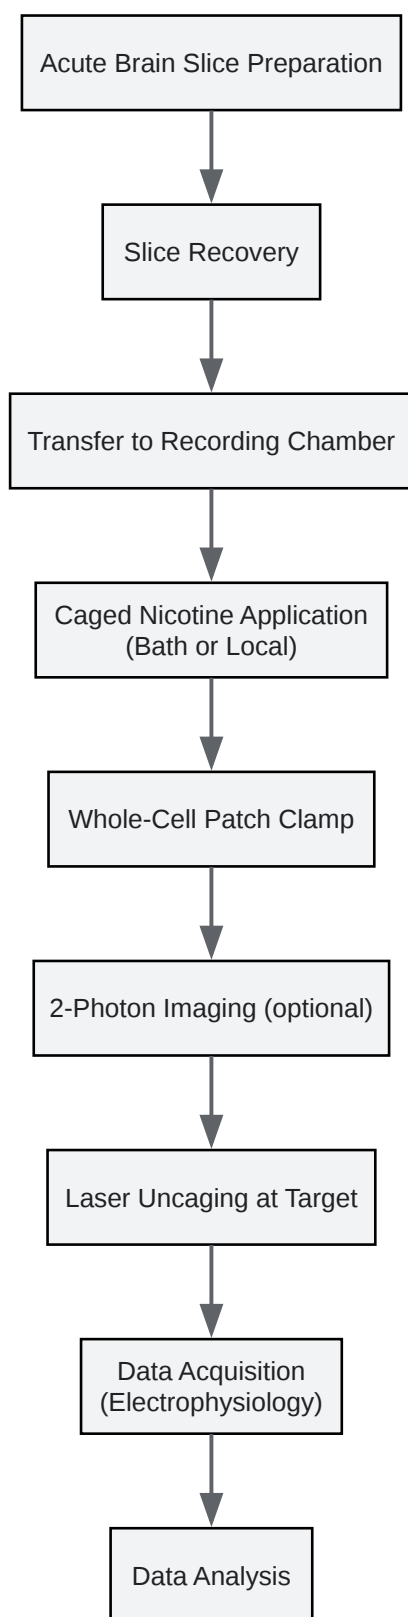 Acute Brain Slice Preparation
Slice Recovery
Transfer to Recording Chamber
Caged Nicotine Application
(Bath or Local)
Whole-Cell Patch Clamp
2-Photon Imaging (optional)
Laser Uncaging at Target
Data Acquisition
(Electrophysiology)
Data Analysis